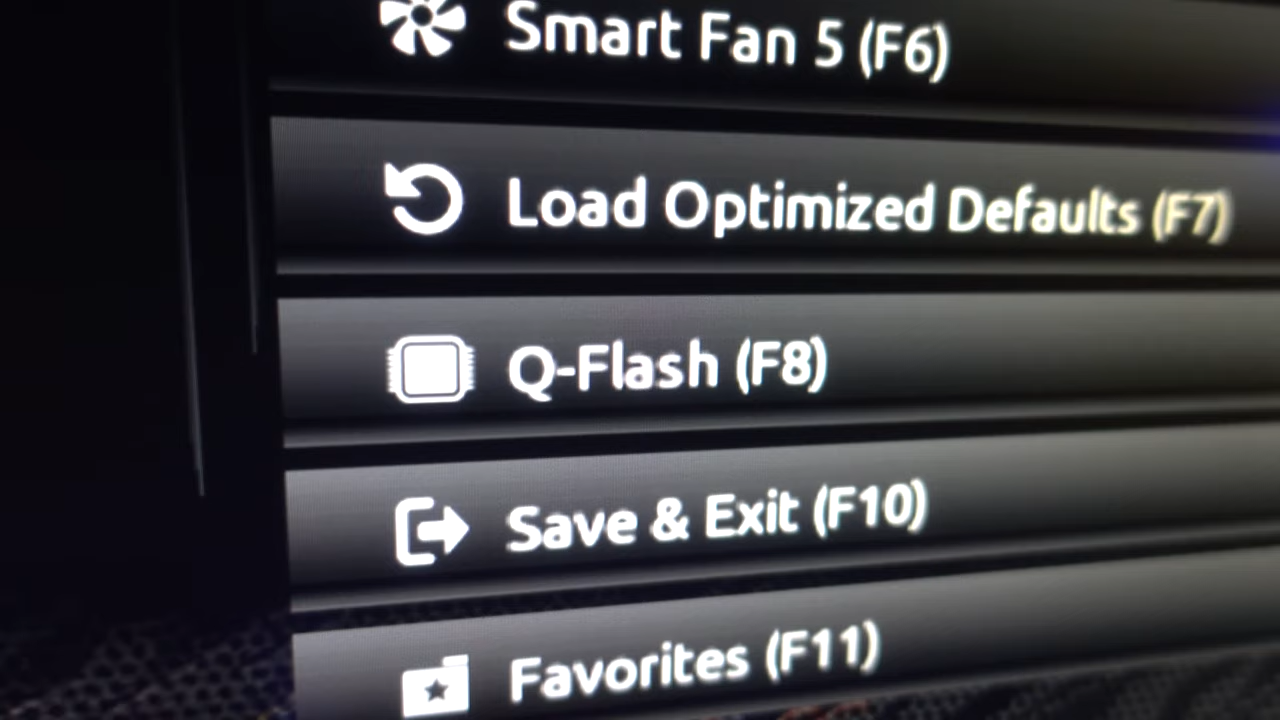 Smart Fan 5 (F6)
Load Optimized Defaults (F7)
Q-Flash (F8)
Save & Exit (F10)
Favorites (F11)